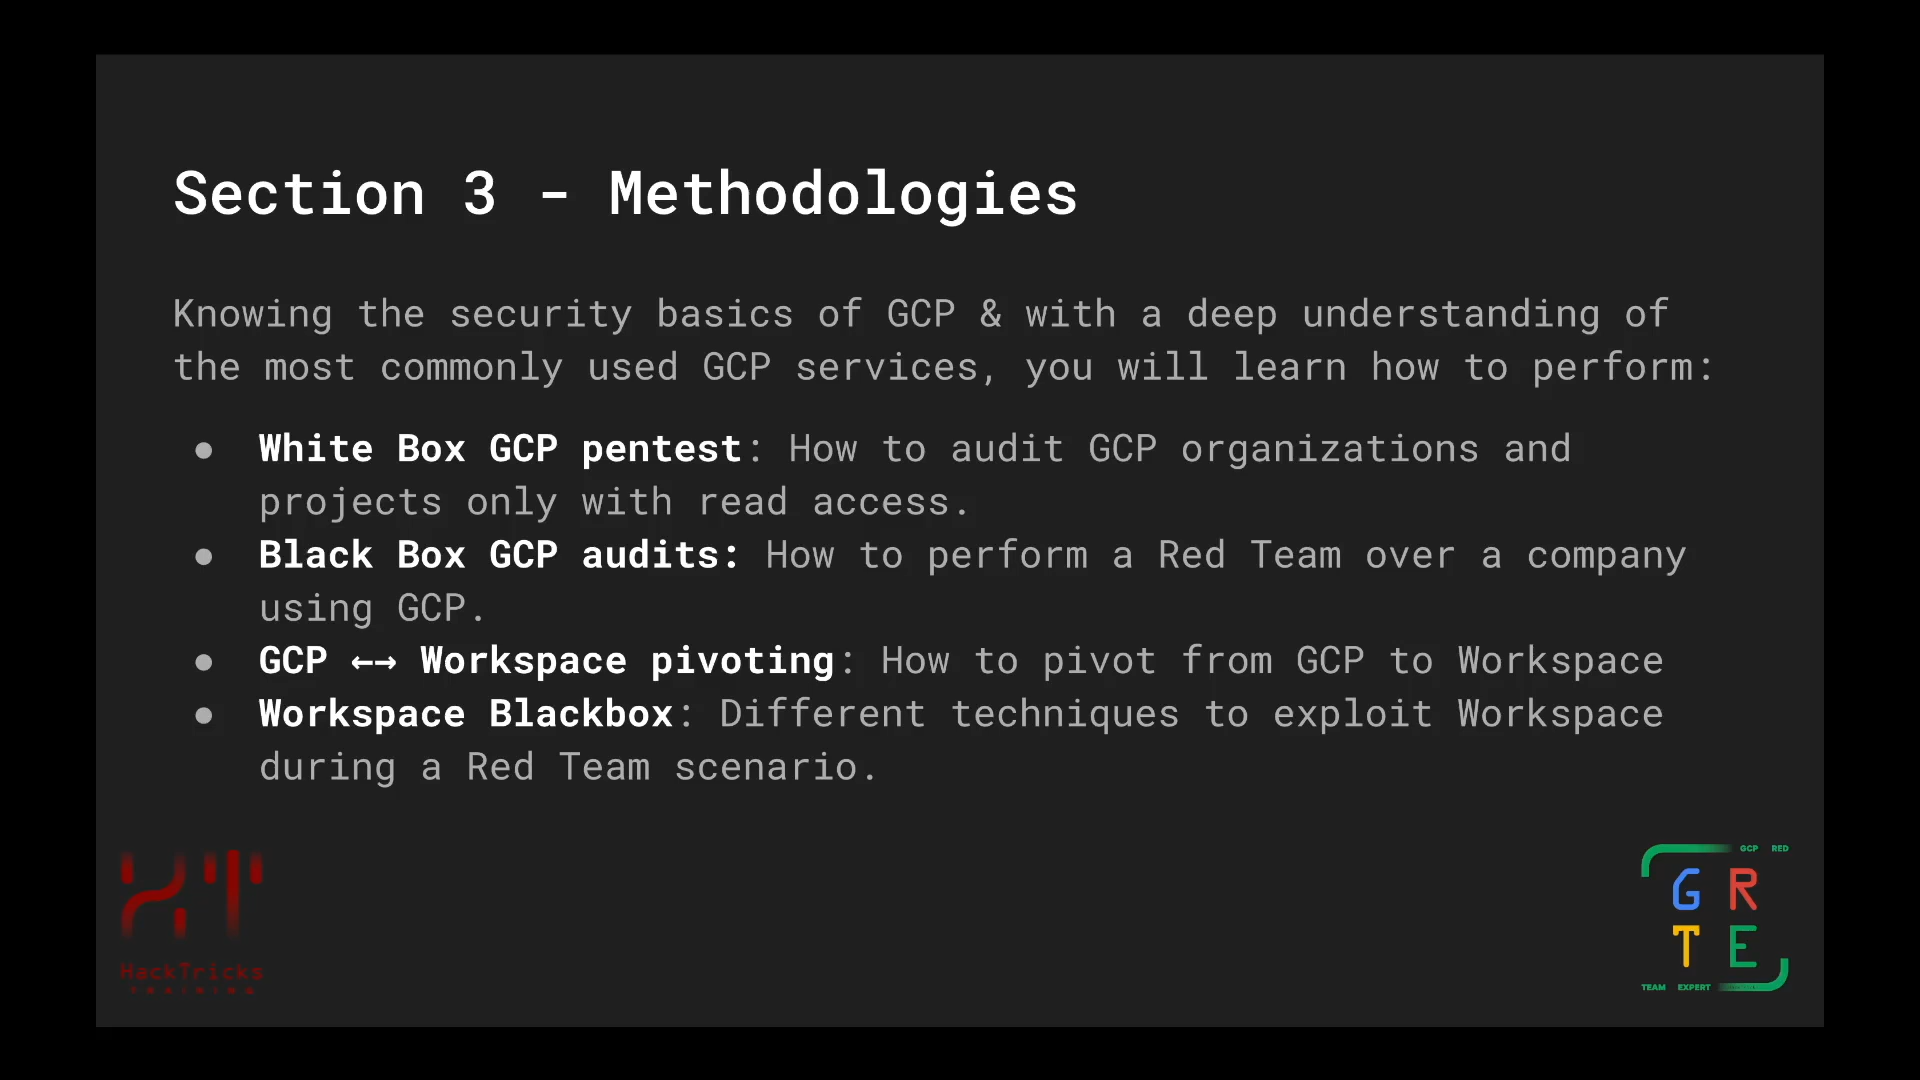 Section 3 - Methodologies
Knowing the security basics of GCP & with a deep understanding of
the most commonly used GCP services, you will learn how to perform:
● White Box GCP pentest: How to audit GCP organizations and
projects only with read access.
● Black Box GCP audits: How to perform a Red Team over a company
using GCP.
● GCP ←→ Workspace pivoting: How to pivot from GCP to Workspace
● Workspace Blackbox: Different techniques to exploit Workspace
during a Red Team scenario.
HT
HackTricks
TRAINING
GCP RED
G R
T E
TEAM EXPERT